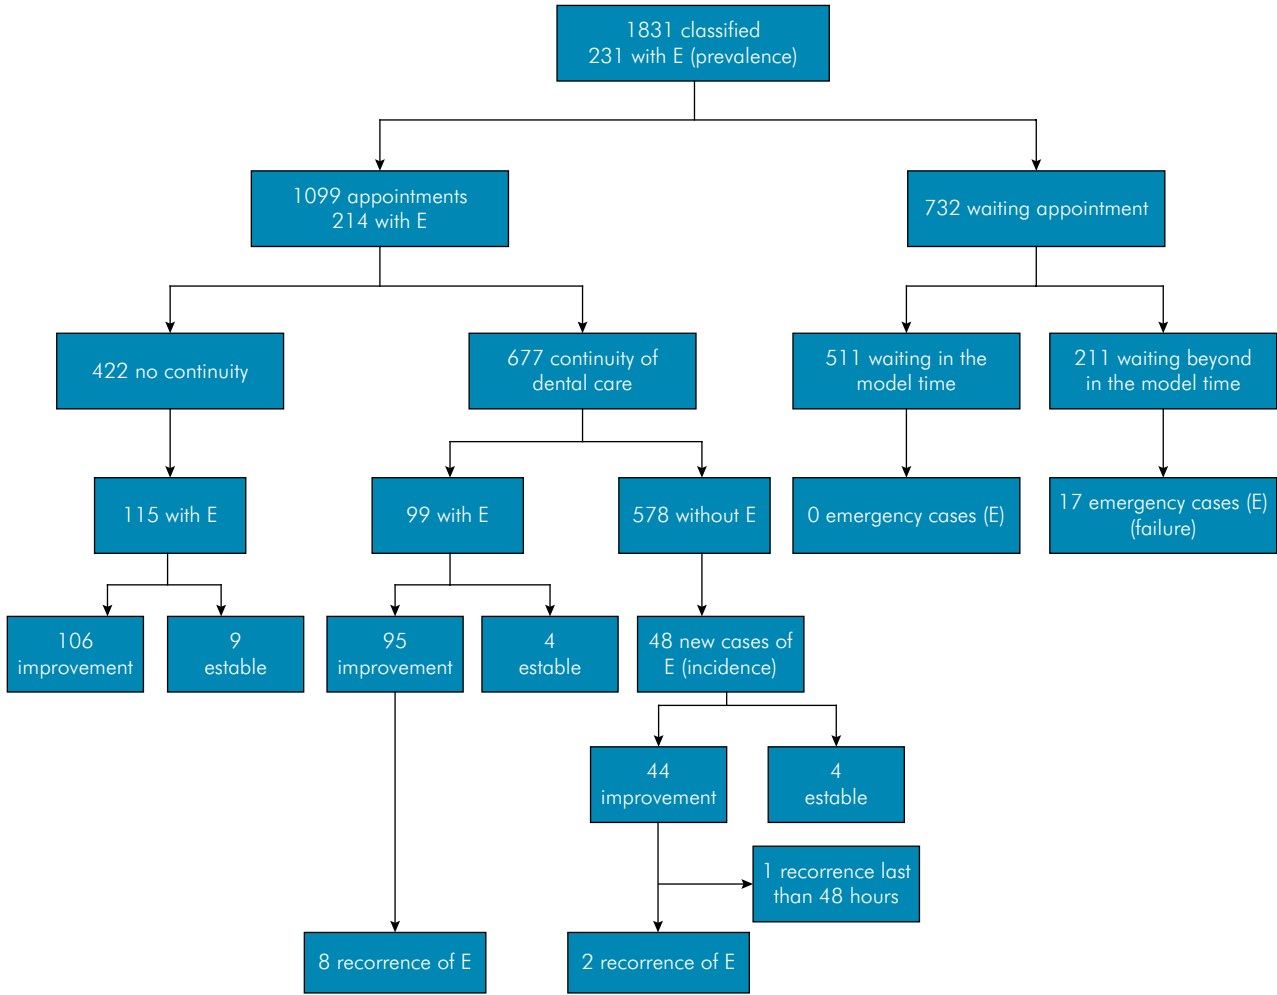 1831 classified
231 with E (prevalence)
1099 appointments
214 with E
732 waiting appointment
422 no continuity
677 continuity of
dental care
511 waiting in the
model time
211 waiting beyond
in the model time
115 with E
99 with E
578 without E
0 emergency cases (E)
17 emergency cases (E)
(failure)
106
improvement
9
estable
95
improvement
4
estable
48 new cases of
E (incidence)
44
improvement
4
estable
1 recorrence last
than 48 hours
8 recorrence of E
2 recorrence of E